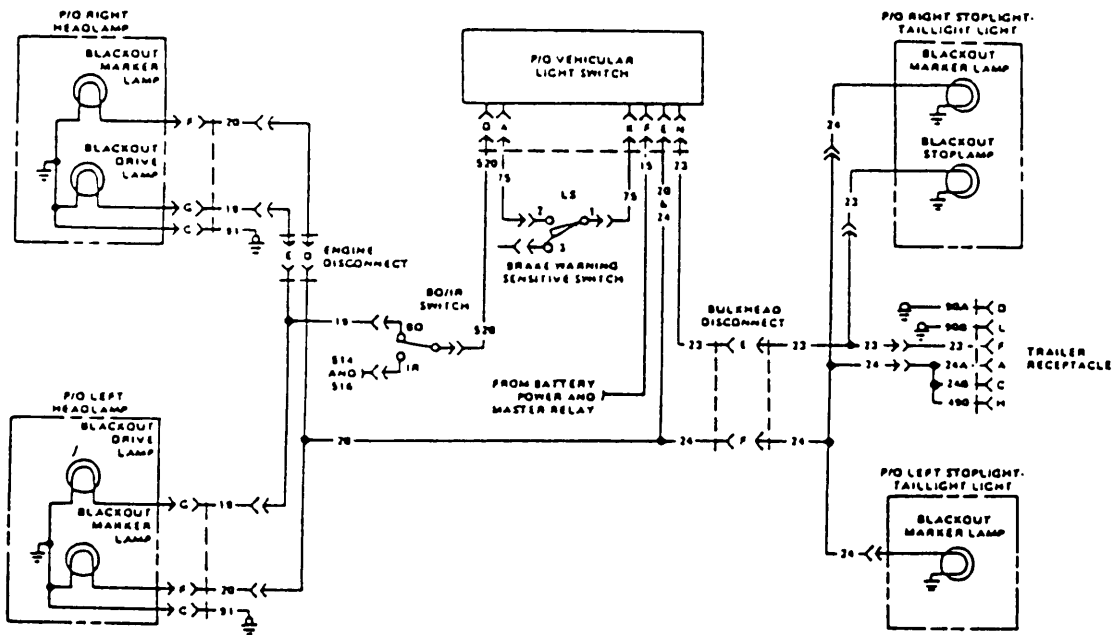 P/O RIGHT
HEADLAMP
BLACKOUT
MARKER
LAMP
F
20
BLACKOUT
DRIVE
LAMP
G
19
C
91
E
D
ENGINE
DISCONNECT
P/O VEHICULAR
LIGHT SWITCH
A
K
F
E
520
75
75
15
20
&
24
23
LS
2
1
3
BRAKE WARNING
SENSITIVE SWITCH
BO/IR
SWITCH
19
BO
520
514
AND
516
IR
BULKHEAD
DISCONNECT
23
E
23
FROM BATTERY
POWER AND
MASTER RELAY
20
24
F
24
P/O RIGHT STOPLIGHT-
TAILLIGHT LIGHT
BLACKOUT
MARKER LAMP
24
BLACKOUT
STOPLAMP
23
90A
D
90B
L
23
23
F
24
24A
A
24B
C
49D
H
TRAILER
RECEPTACLE
P/O LEFT
HEADLAMP
BLACKOUT
DRIVE
LAMP
G
19
BLACKOUT
MARKER
LAMP
F
20
C
91
P/O LEFT STOPLIGHT-
TAILLIGHT LIGHT
BLACKOUT
MARKER LAMP
24